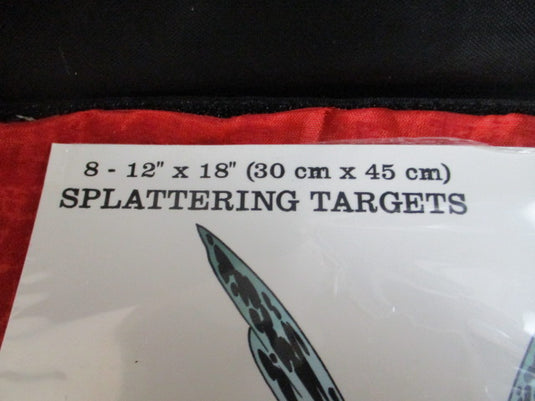 8 - 12" x 18" (30 cm x 45 cm)
SPLATTERING TARGETS